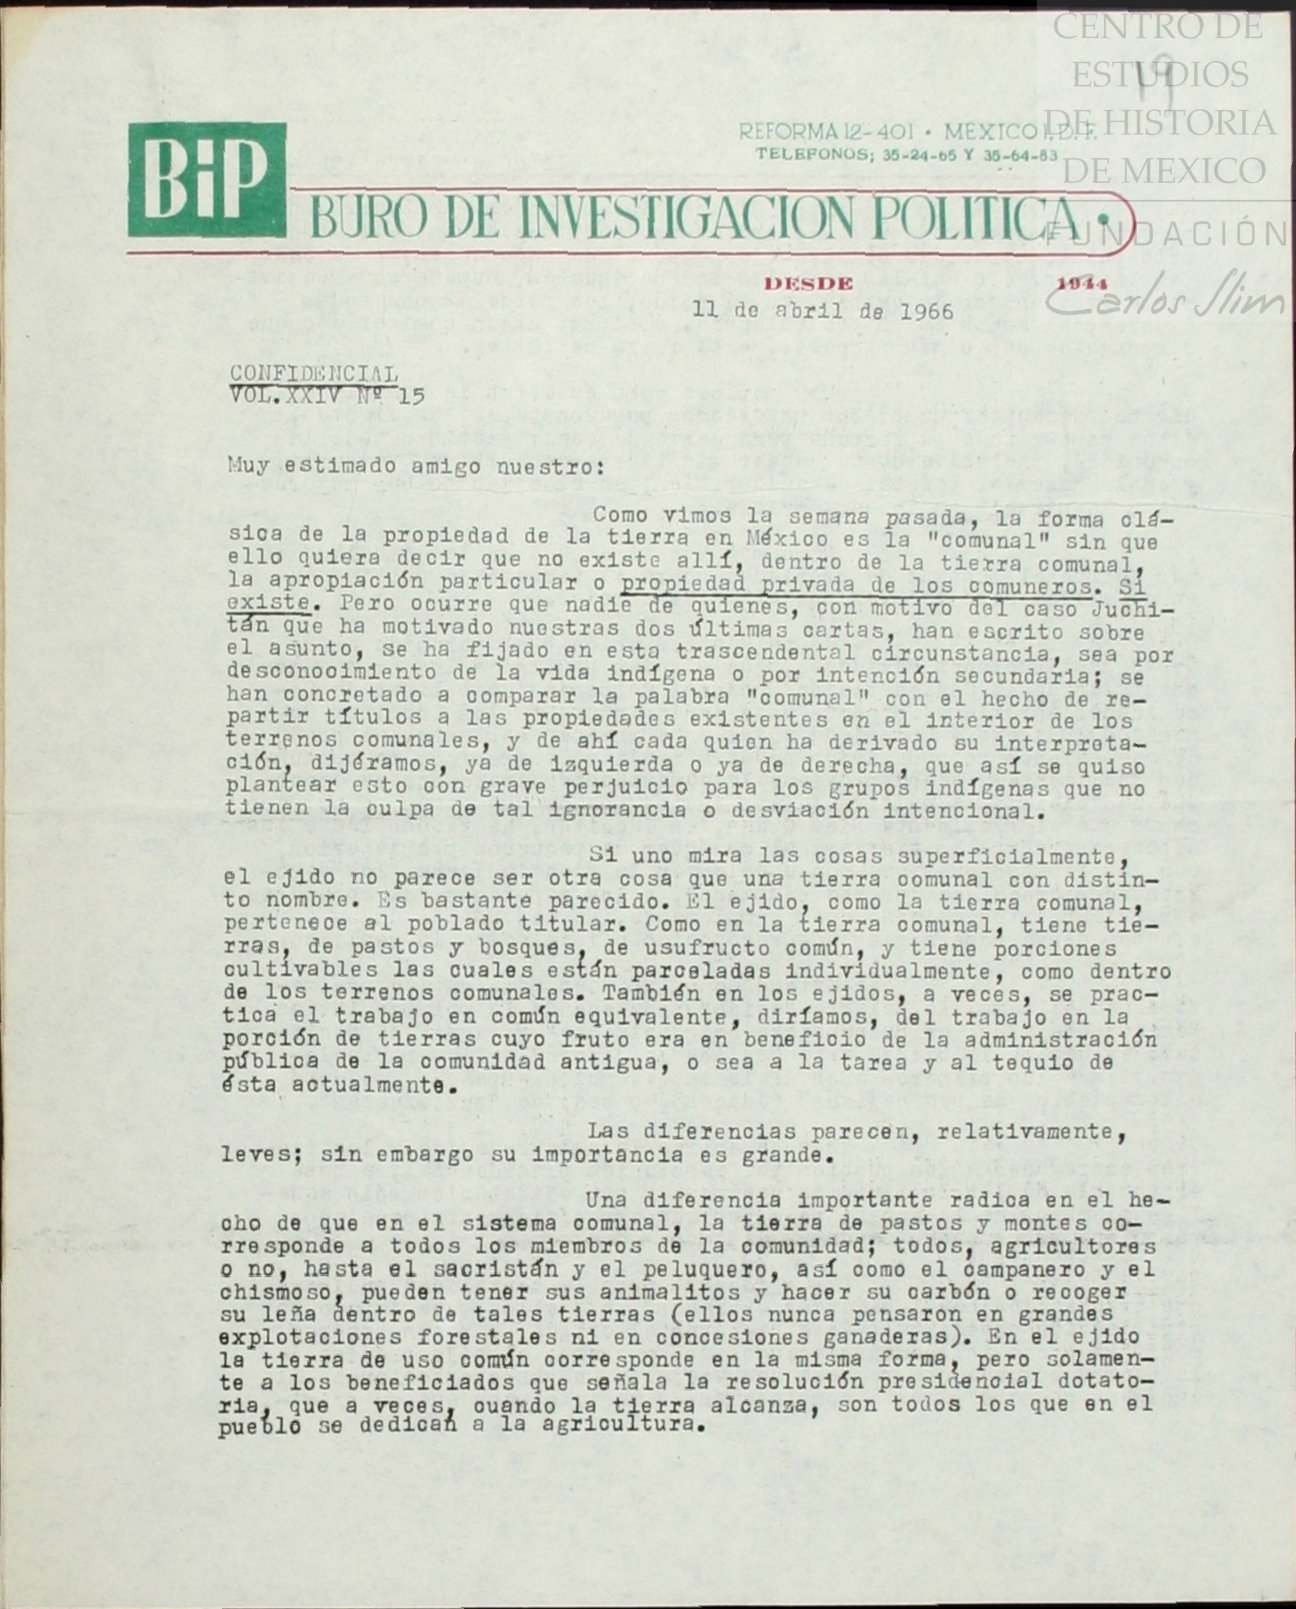 CENTRO DE
ESTUDIOS
DE HISTORIA
DE MEXICO
FUNDACIÓN
Carlos Slim
19
REFORMA 12-401 • MEXICO 1, D.F.
TELEFONOS; 35-24-65 Y 35-64-83
BiP
BURO DE INVESTIGACION POLITICA •
DESDE 1944
11 de abril de 1966
CONFIDENCIAL
VOL.XXIV Nº 15
Muy estimado amigo nuestro:
Como vimos la semana pasada, la forma clá-
sica de la propiedad de la tierra en México es la "comunal" sin que
ello quiera decir que no existe allí, dentro de la tierra comunal,
la apropiación particular o propiedad privada de los comuneros. Si
existe. Pero ocurre que nadie de quienes, con motivo del caso Juchi-
tán que ha motivado nuestras dos últimas cartas, han escrito sobre
el asunto, se ha fijado en esta trascendental circunstancia, sea por
desconocimiento de la vida indígena o por intención secundaria; se
han concretado a comparar la palabra "comunal" con el hecho de re-
partir títulos a las propiedades existentes en el interior de los
terrenos comunales, y de ahí cada quien ha derivado su interpreta-
ción, dijéramos, ya de izquierda o ya de derecha, que así se quiso
plantear esto con grave perjuicio para los grupos indígenas que no
tienen la culpa de tal ignorancia o desviación intencional.
Si uno mira las cosas superficialmente,
el ejido no parece ser otra cosa que una tierra comunal con distin-
to nombre. Es bastante parecido. El ejido, como la tierra comunal,
pertenece al poblado titular. Como en la tierra comunal, tiene tie-
rras, de pastos y bosques, de usufructo común, y tiene porciones
cultivables las cuales están parceladas individualmente, como dentro
de los terrenos comunales. También en los ejidos, a veces, se prac-
tica el trabajo en común equivalente, diríamos, del trabajo en la
porción de tierras cuyo fruto era en beneficio de la administración
pública de la comunidad antigua, o sea a la tarea y al tequio de
ésta actualmente.
Las diferencias parecen, relativamente,
leves; sin embargo su importancia es grande.
Una diferencia importante radica en el he-
cho de que en el sistema comunal, la tierra de pastos y montes co-
rresponde a todos los miembros de la comunidad; todos, agricultores
o no, hasta el sacristán y el peluquero, así como el campanero y el
chismoso, pueden tener sus animalitos y hacer su carbón o recoger
su leña dentro de tales tierras (ellos nunca pensaron en grandes
explotaciones forestales ni en concesiones ganaderas). En el ejido
la tierra de uso común corresponde en la misma forma, pero solamen-
te a los beneficiados que señala la resolución presidencial dotato-
ria, que a veces, cuando la tierra alcanza, son todos los que en el
pueblo se dedican a la agricultura.